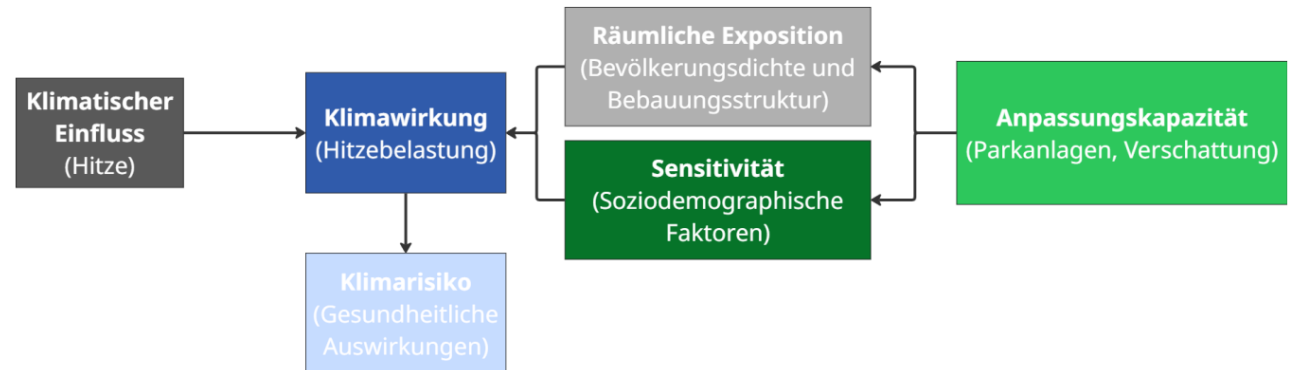 Klimatischer
Einfluss
(Hitze)
Klimawirkung
(Hitzebelastung)
Klimarisiko
(Gesundheitliche
Auswirkungen)
Räumliche Exposition
(Bevölkerungsdichte und
Bebauungsstruktur)
Sensitivität
(Soziodemographische
Faktoren)
Anpassungskapazität
(Parkanlagen, Verschattung)